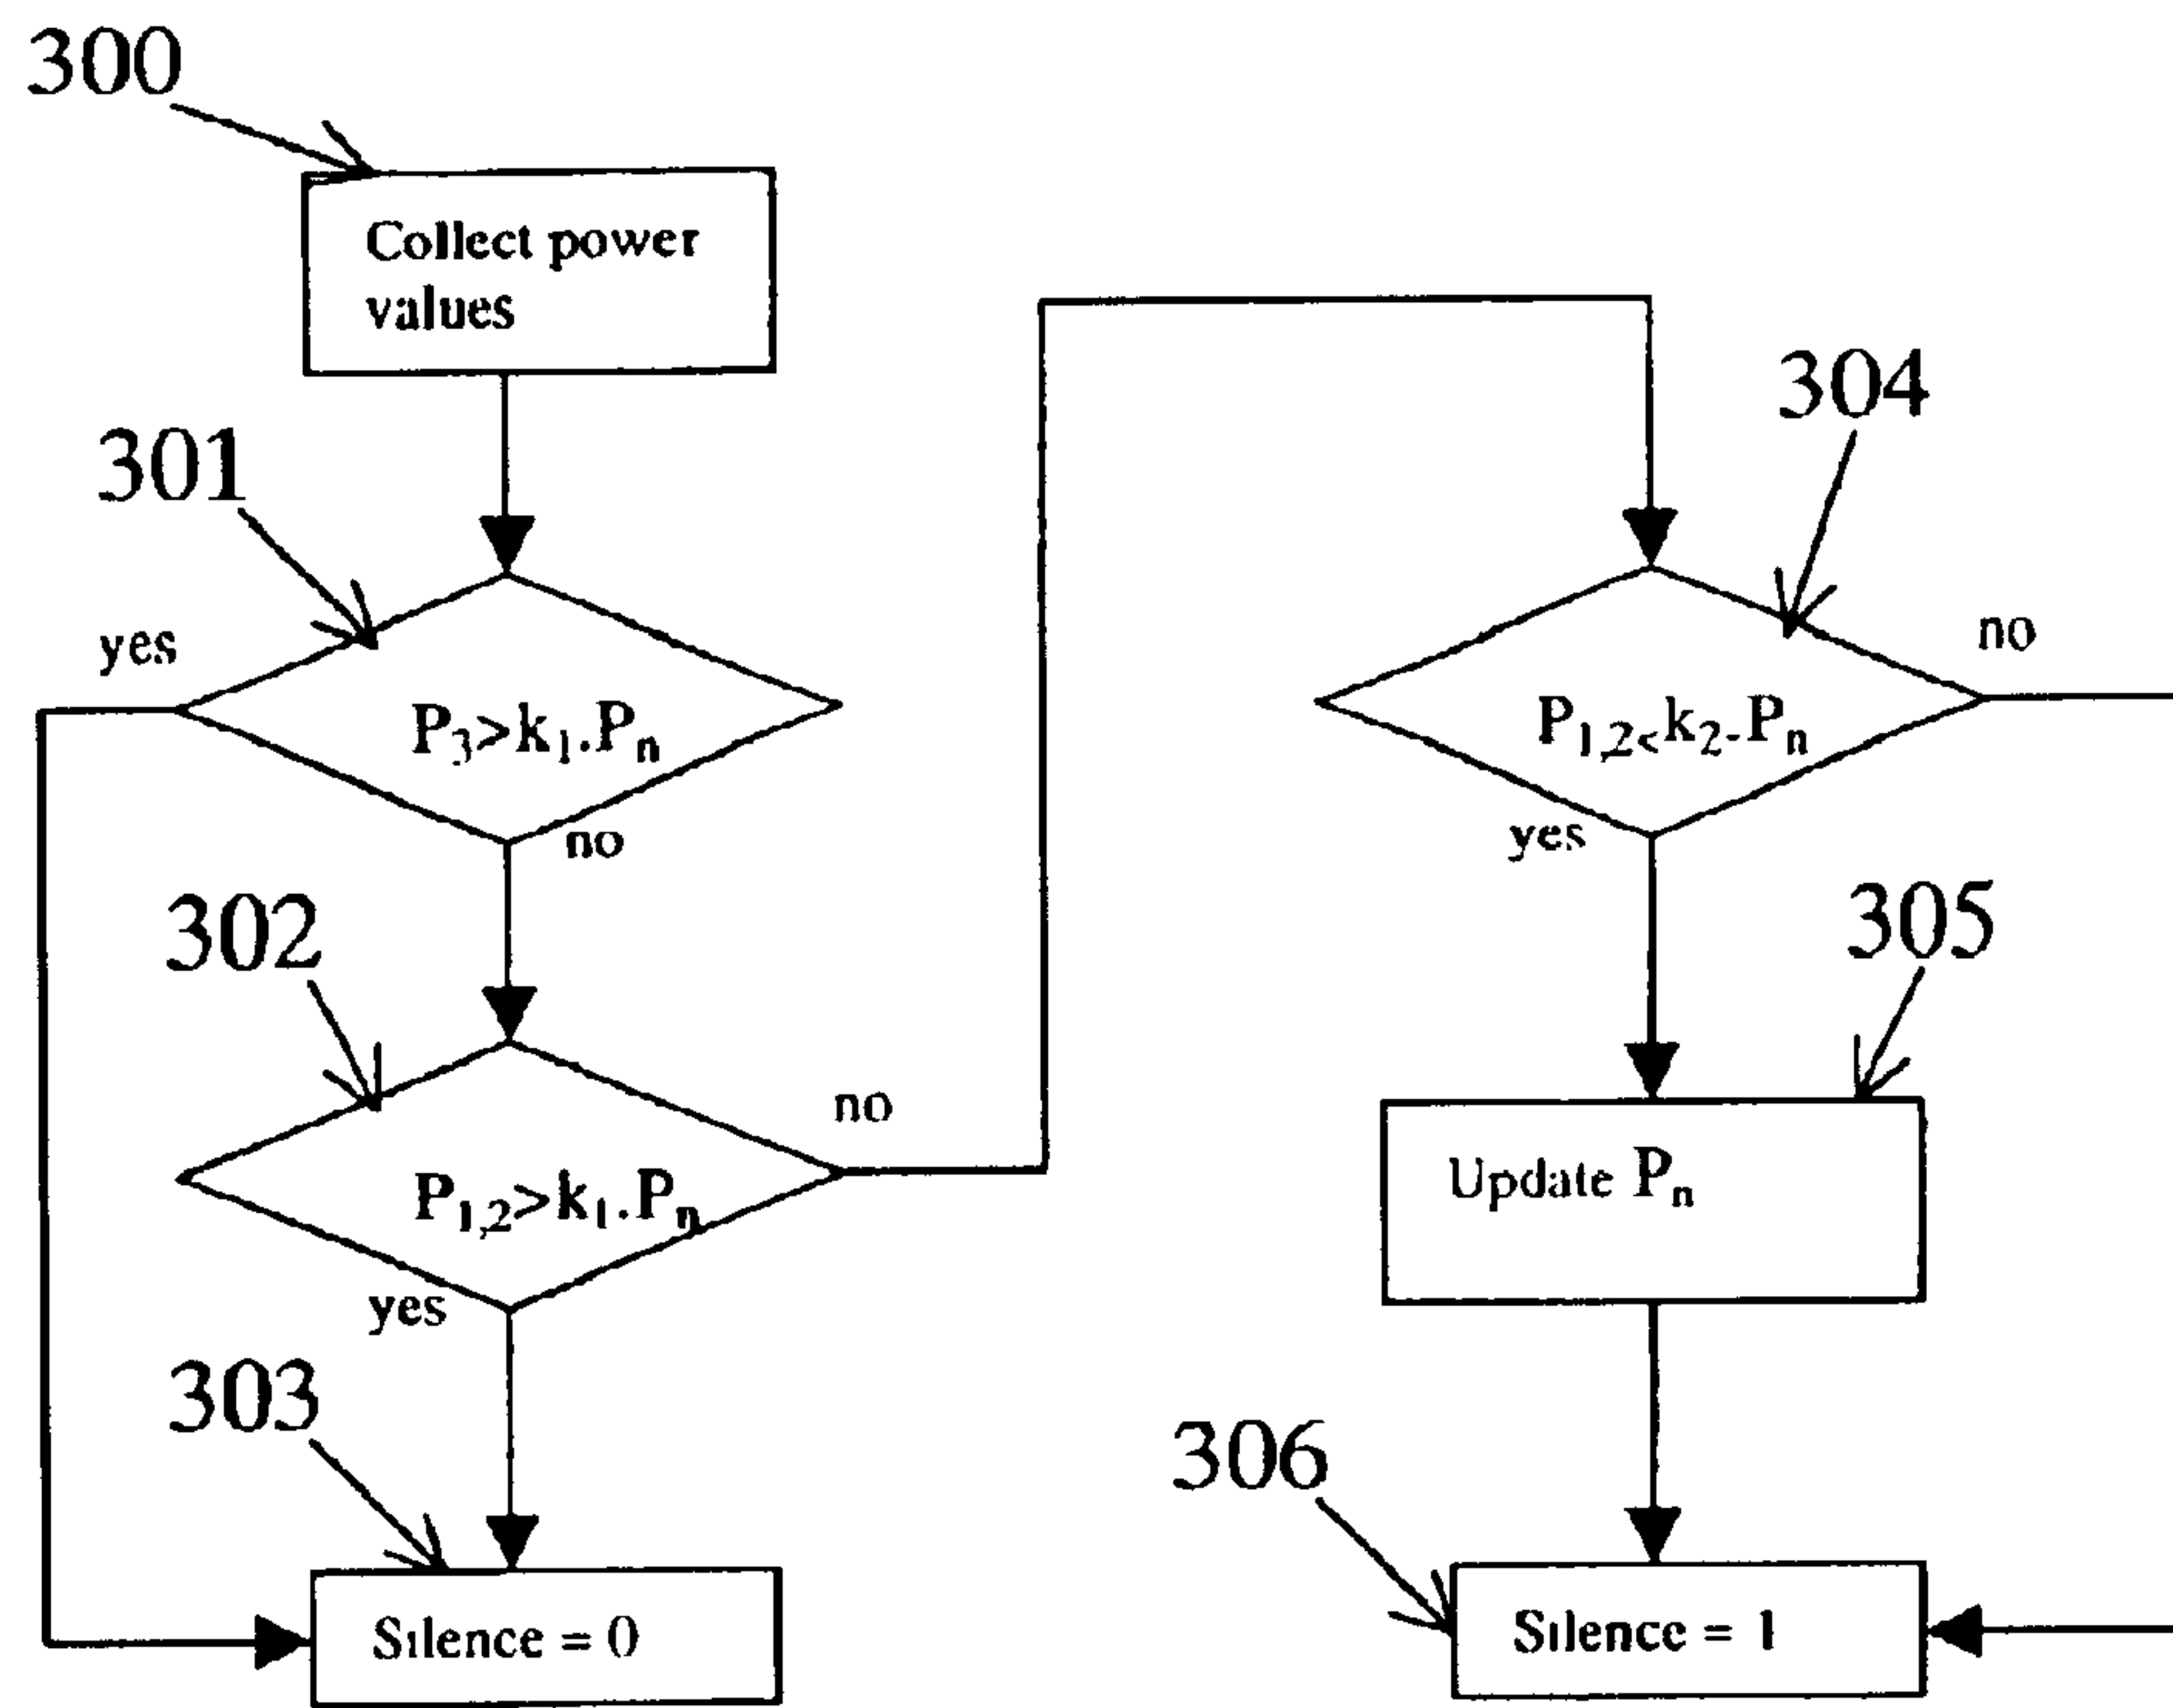 300
Collect power
values
301
yes
P₃>k₁.Pₙ
no
302
no
P₁,₂>k₁.Pₙ
yes
303
Silence = 0
304
no
P₁,₂<k₂.Pₙ
yes
305
Update Pₙ
306
Silence = 1